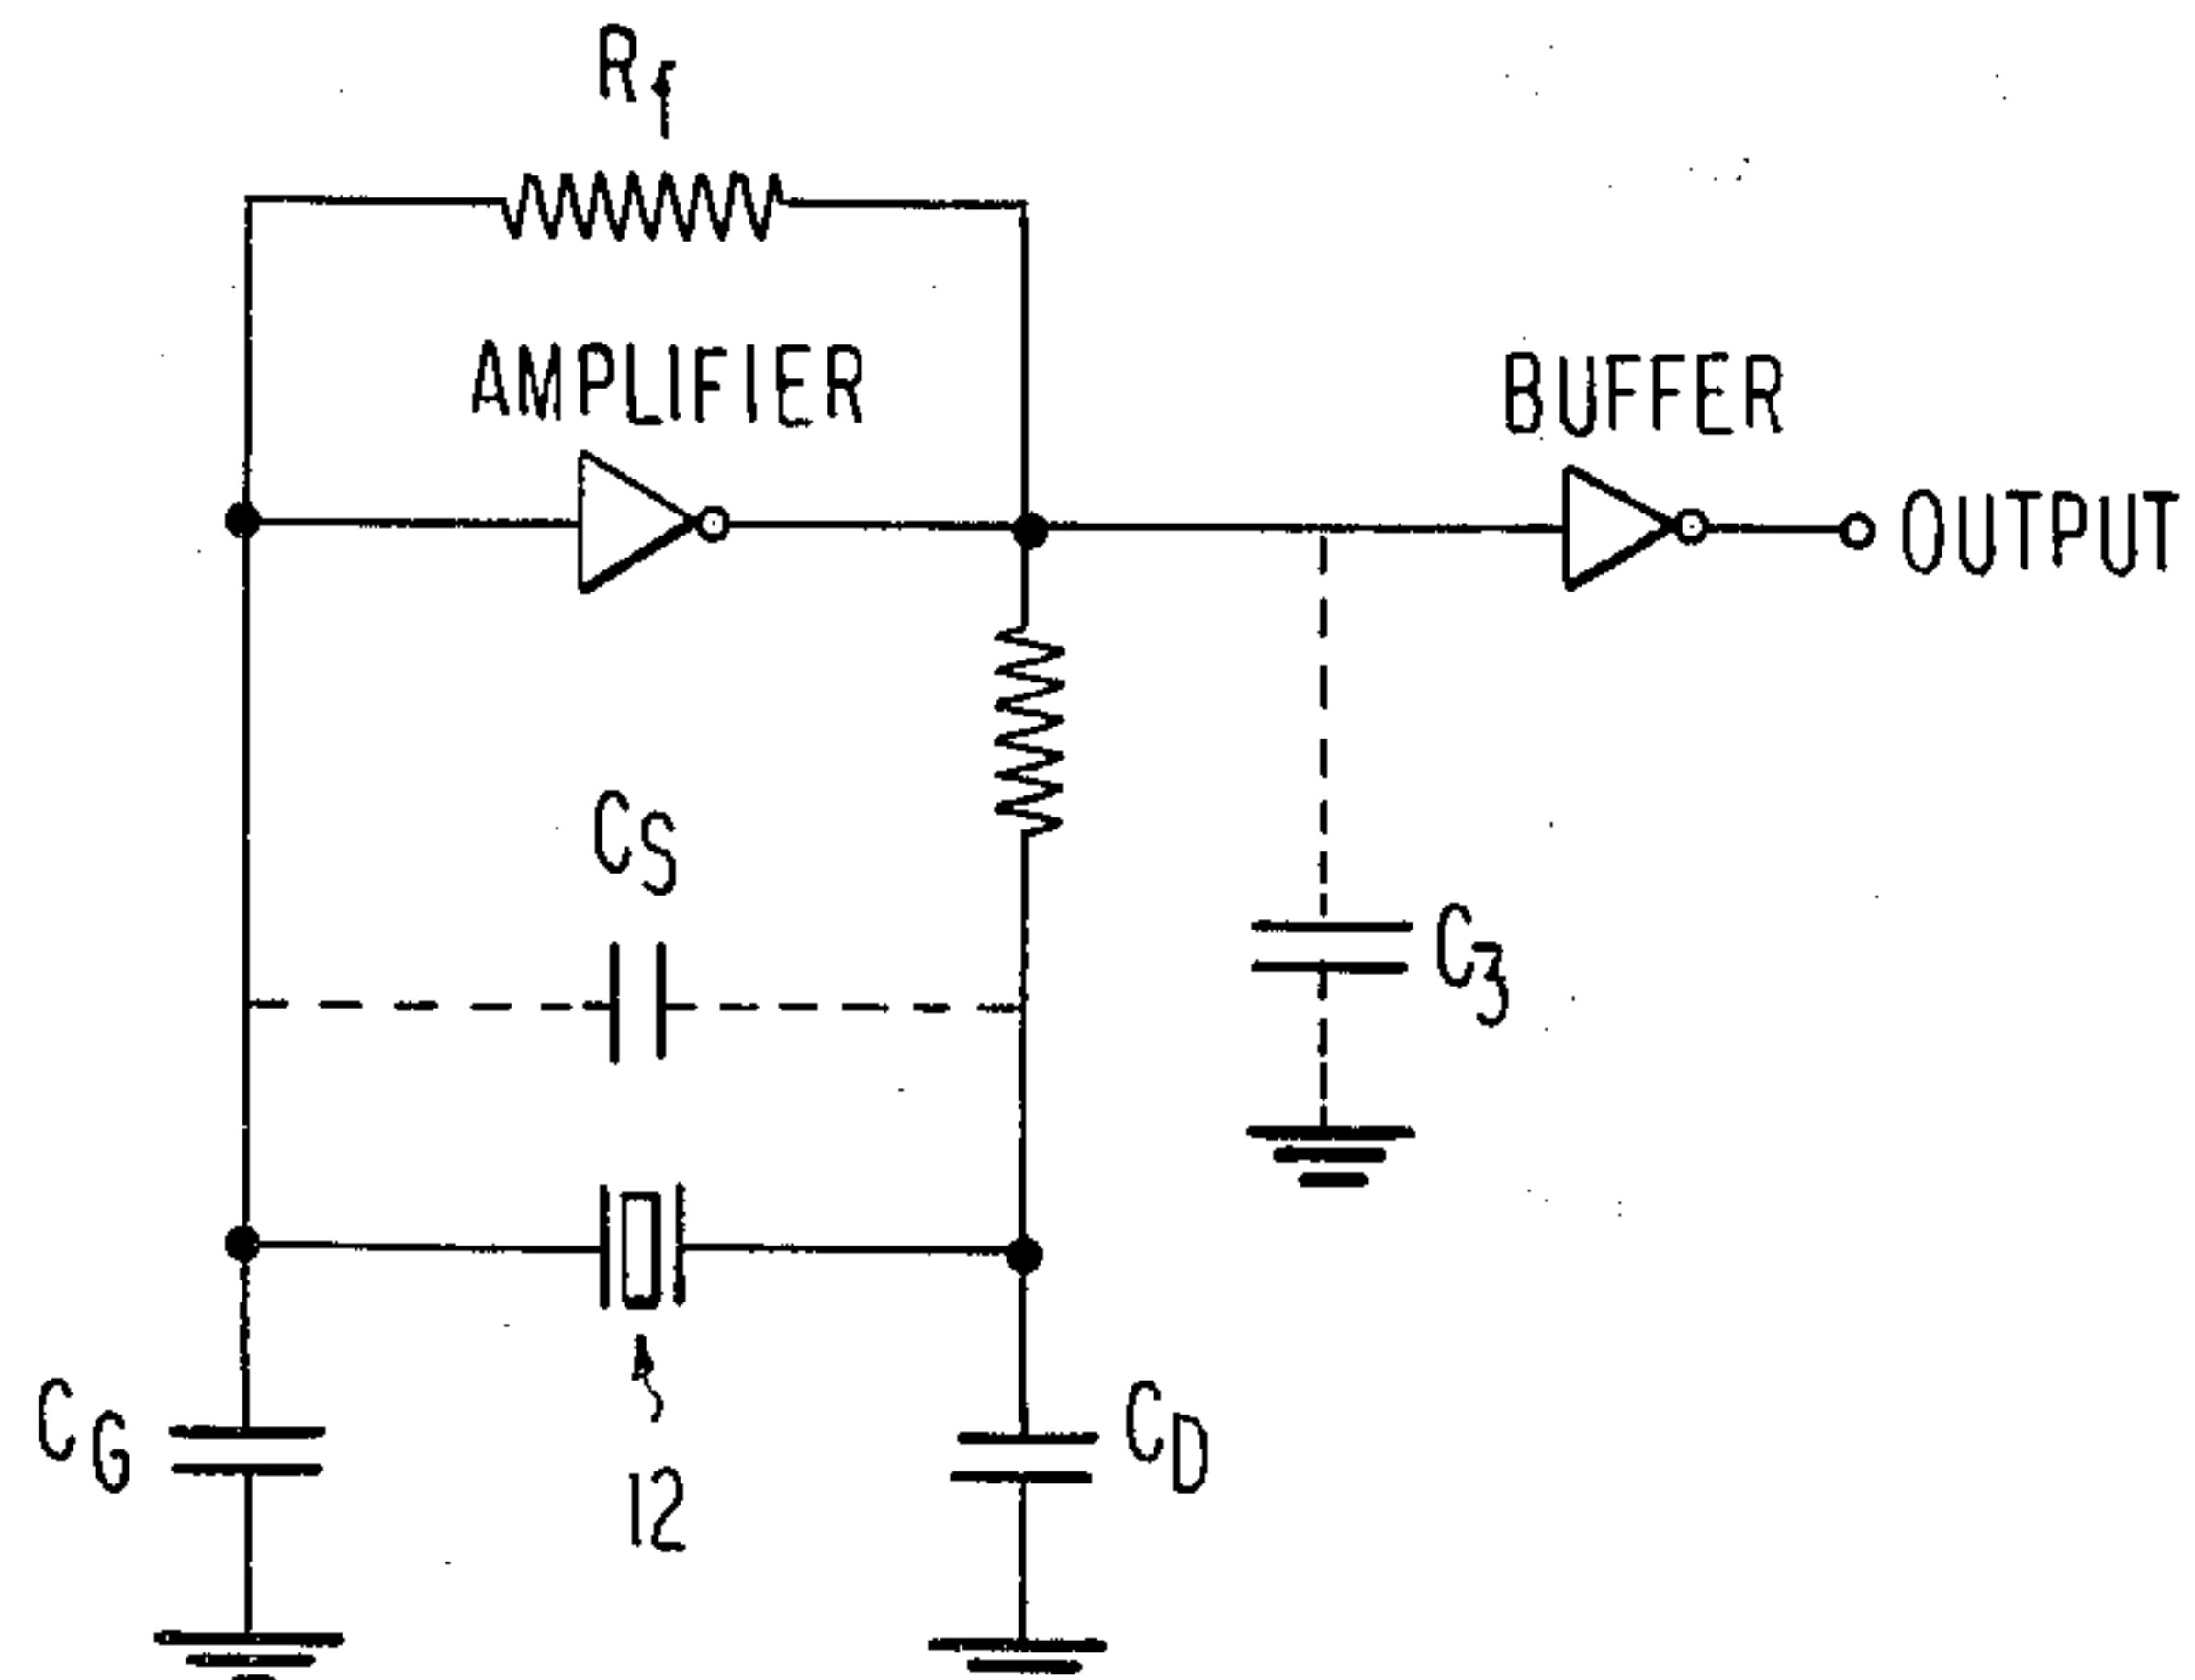 Rf
AMPLIFIER
BUFFER
OUTPUT
CS
C3
CG
CD
12